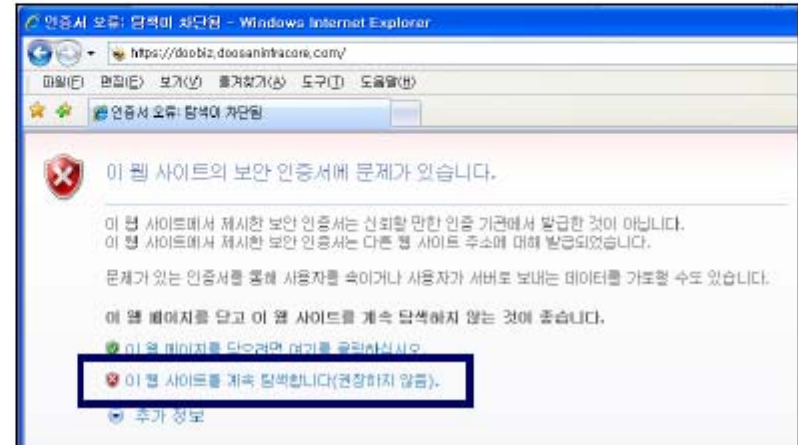 인증서 오류: 탐색이 차단됨 - Windows Internet Explorer
https://doobiz.doosaninfracore.com/
파일(F) 편집(E) 보기(V) 즐겨찾기(A) 도구(T) 도움말(H)
인증서 오류: 탐색이 차단됨
이 웹 사이트의 보안 인증서에 문제가 있습니다.
이 웹 사이트에서 제시한 보안 인증서는 신뢰할 만한 인증 기관에서 발급한 것이 아닙니다.
이 웹 사이트에서 제시한 보안 인증서는 다른 웹 사이트 주소에 대해 발급되었습니다.
문제가 있는 인증서를 통해 사용자를 속이거나 사용자가 서버로 보내는 데이터를 가로챌 수도 있습니다.
이 웹 페이지를 닫고 이 웹 사이트를 계속 탐색하지 않는 것이 좋습니다.
이 웹 페이지를 닫으려면 여기를 클릭하십시오.
이 웹 사이트를 계속 탐색합니다(권장하지 않음).
추가 정보